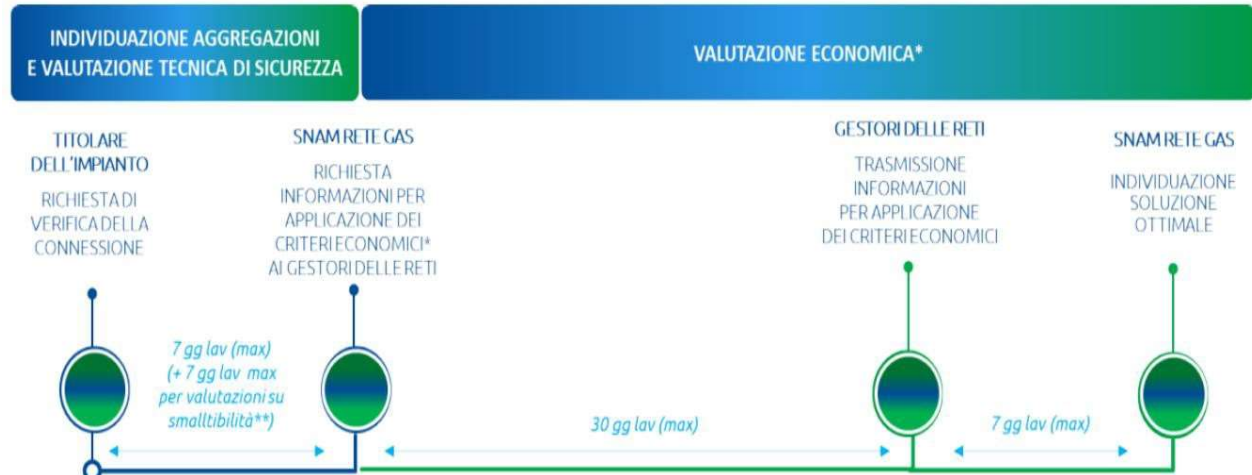 INDIVIDUAZIONE AGGREGAZIONI
E VALUTAZIONE TECNICA DI SICUREZZA
VALUTAZIONE ECONOMICA*
TITOLARE
DELL'IMPIANTO
RICHIESTA DI
VERIFICA DELLA
CONNESSIONE
SNAM RETE GAS
RICHIESTA
INFORMAZIONI PER
APPLICAZIONE DEI
CRITERI ECONOMICI*
AI GESTORI DELLE RETI
GESTORI DELLE RETI
TRASMISSIONE
INFORMAZIONI
PER APPLICAZIONE
DEI CRITERI ECONOMICI
SNAM RETE GAS
INDIVIDUAZIONE
SOLUZIONE
OTTIMALE
7 gg lav (max)
(+ 7 gg lav max
per valutazioni su
smalltibilità**)
30 gg lav (max)
7 gg lav (max)